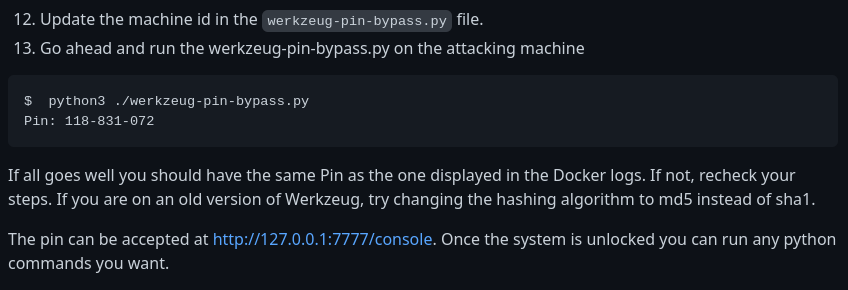 12. Update the machine id in the werkzeug-pin-bypass.py file.
13. Go ahead and run the werkzeug-pin-bypass.py on the attacking machine
$  python3 ./werkzeug-pin-bypass.py
Pin: 118-831-072
If all goes well you should have the same Pin as the one displayed in the Docker logs. If not, recheck your
steps. If you are on an old version of Werkzeug, try changing the hashing algorithm to md5 instead of sha1.
The pin can be accepted at http://127.0.0.1:7777/console. Once the system is unlocked you can run any python
commands you want.